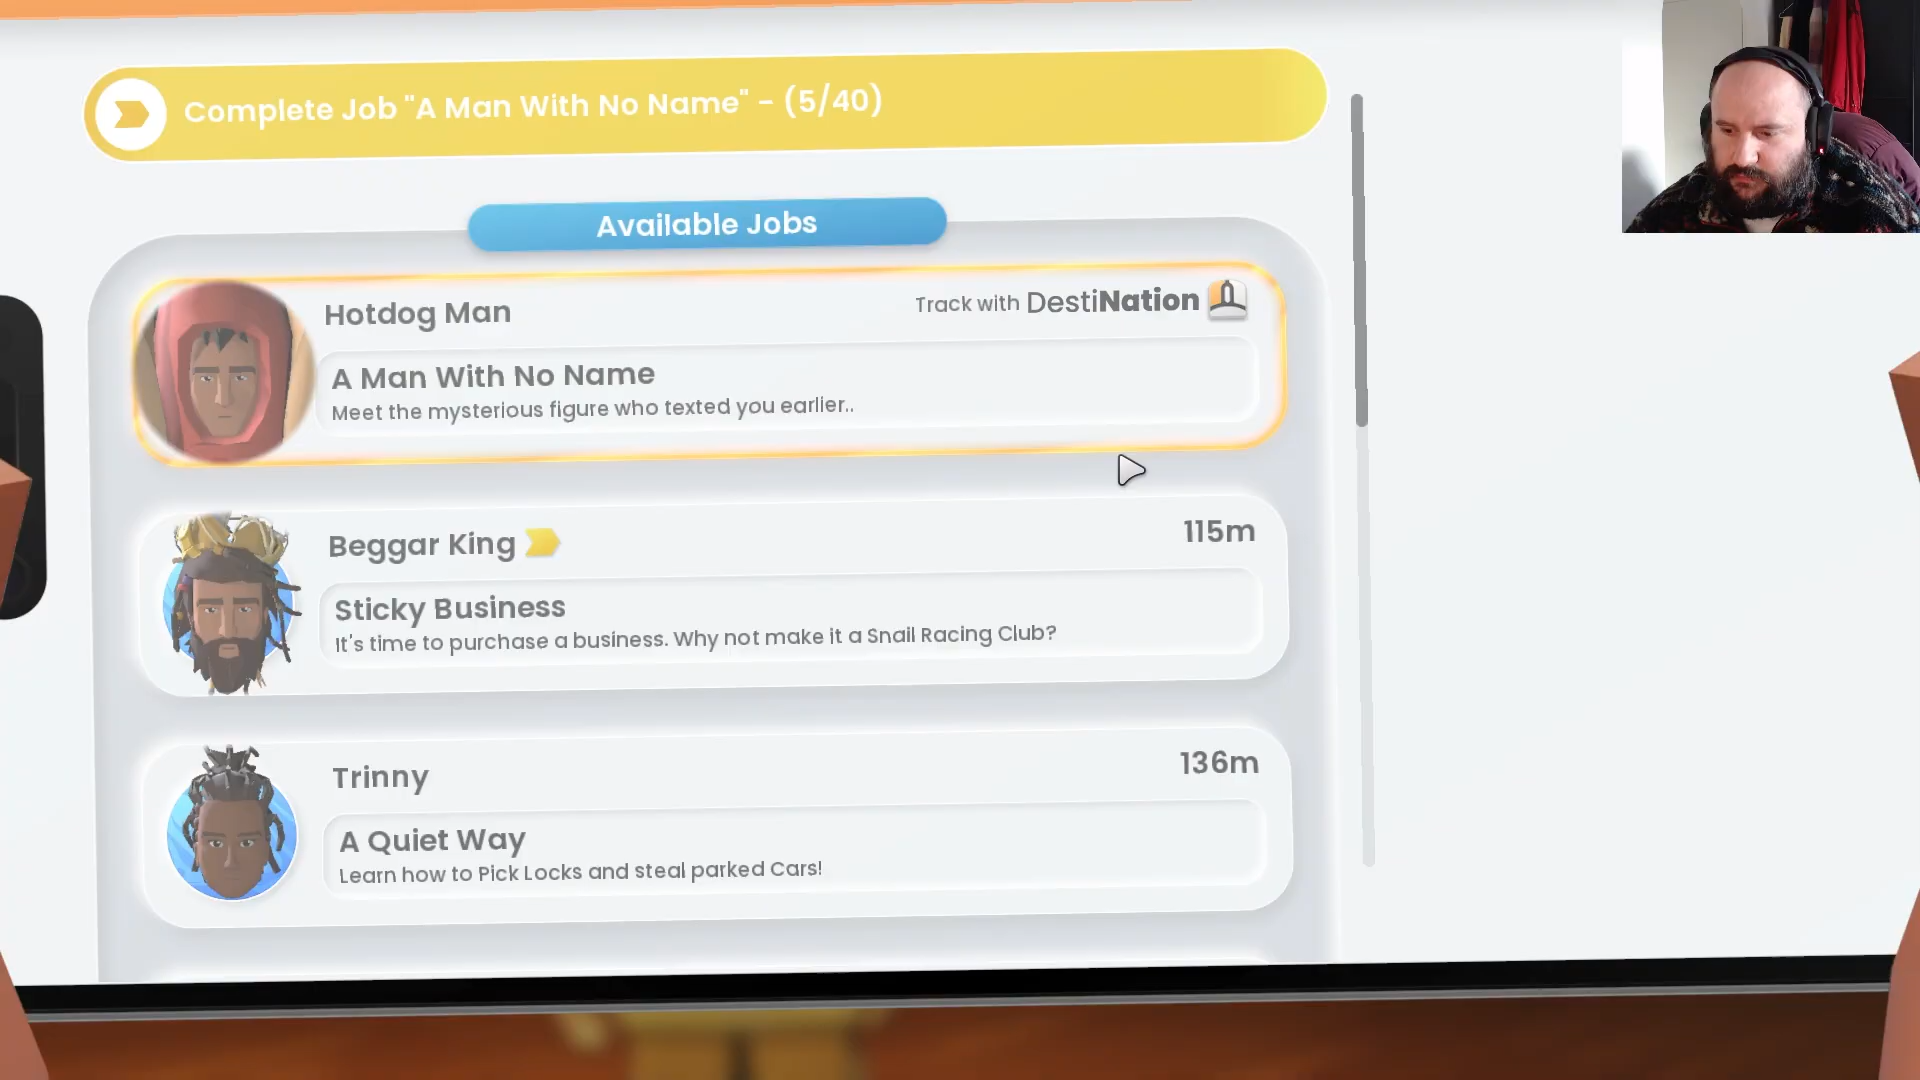 Complete Job "A Man With No Name" - (5/40)
Available Jobs
Hotdog Man
Track with DestiNation
A Man With No Name
Meet the mysterious figure who texted you earlier..
Beggar King
115m
Sticky Business
It's time to purchase a business. Why not make it a Snail Racing Club?
Trinny
136m
A Quiet Way
Learn how to Pick Locks and steal parked Cars!